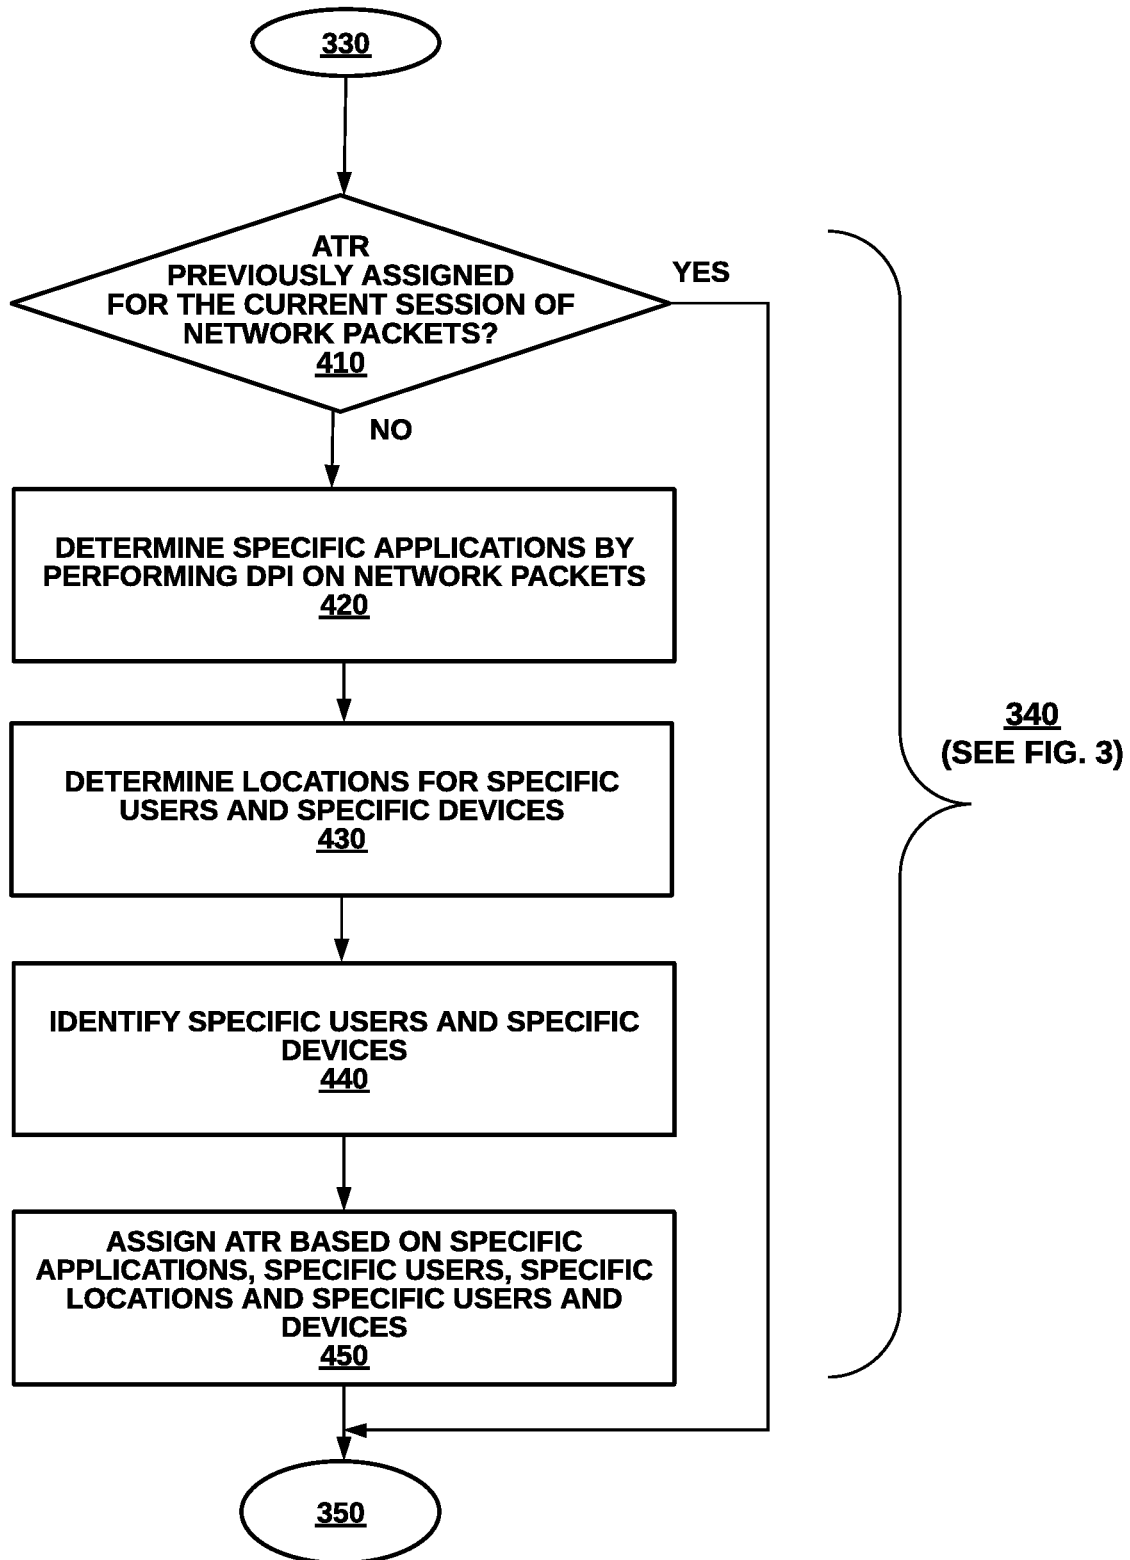 330
ATR
PREVIOUSLY ASSIGNED
FOR THE CURRENT SESSION OF
NETWORK PACKETS?
410
YES
NO
DETERMINE SPECIFIC APPLICATIONS BY
PERFORMING DPI ON NETWORK PACKETS
420
DETERMINE LOCATIONS FOR SPECIFIC
USERS AND SPECIFIC DEVICES
430
340
(SEE FIG. 3)
IDENTIFY SPECIFIC USERS AND SPECIFIC
DEVICES
440
ASSIGN ATR BASED ON SPECIFIC
APPLICATIONS, SPECIFIC USERS, SPECIFIC
LOCATIONS AND SPECIFIC USERS AND
DEVICES
450
350